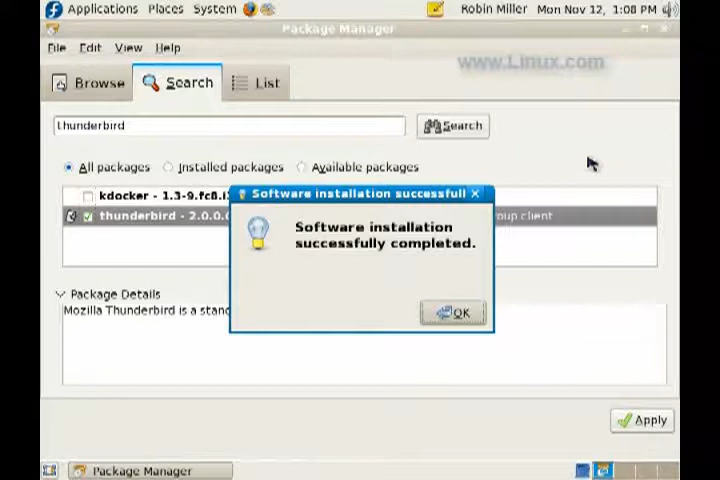 Applications Places System Robin Miller Mon Nov 12, 1:08 PM
Package Manager
File Edit View Help
www.Linux.com
Browse Search List
thunderbird Search
All packages Installed packages Available packages
kdocker - 1.3-9.fc8.i
Software installation successfull
thunderbird - 2.0.0. oup client
Software installation
successfully completed.
OK
Package Details
Mozilla Thunderbird is a stand
Apply
Package Manager